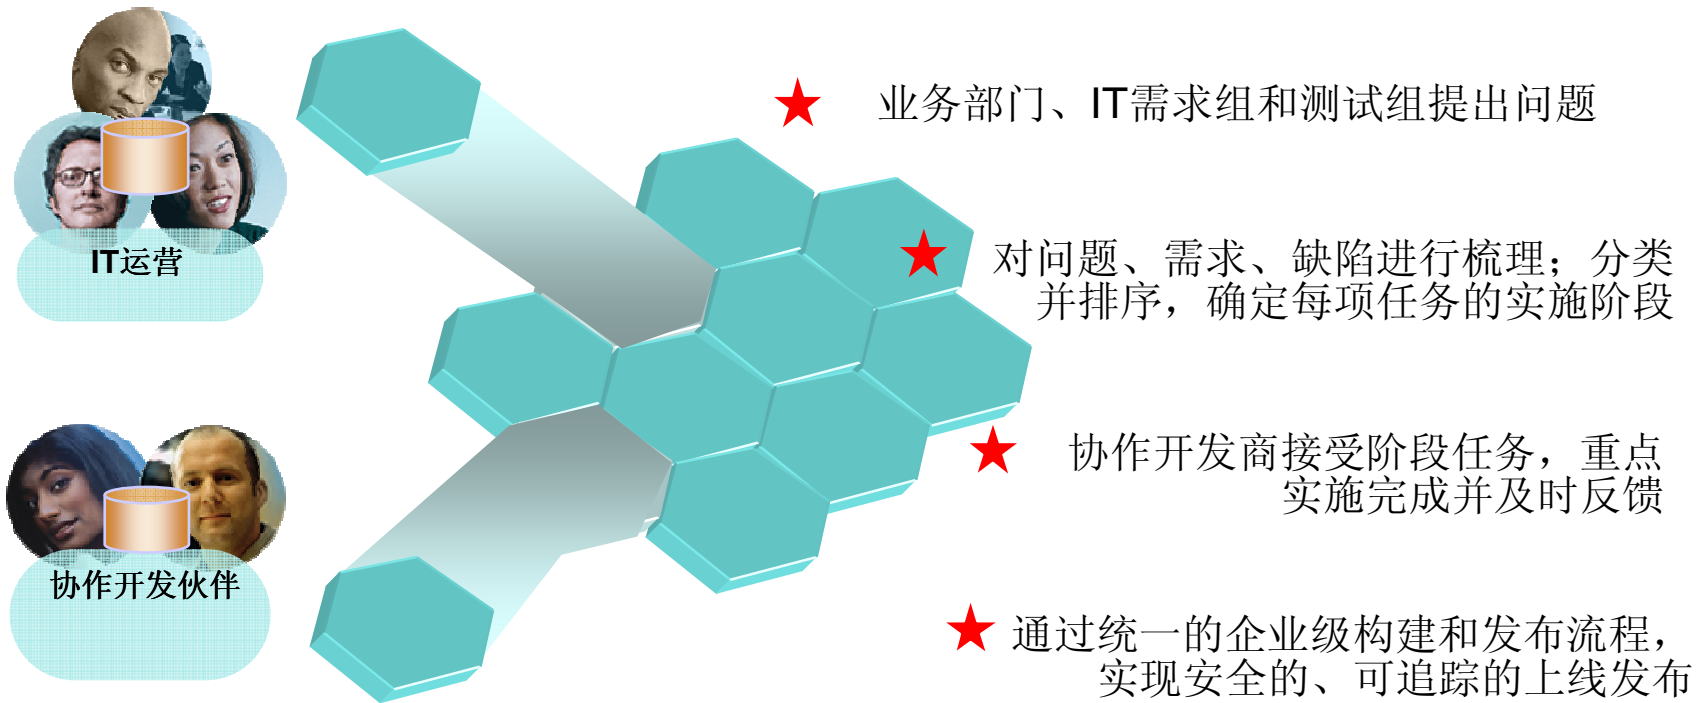 业务部门、IT需求组和测试组提出问题
IT运营
对问题、需求、缺陷进行梳理；分类
并排序，确定每项任务的实施阶段
协作开发商接受阶段任务，重点
实施完成并及时反馈
协作开发伙伴
通过统一的企业级构建和发布流程，
实现安全的、可追踪的上线发布